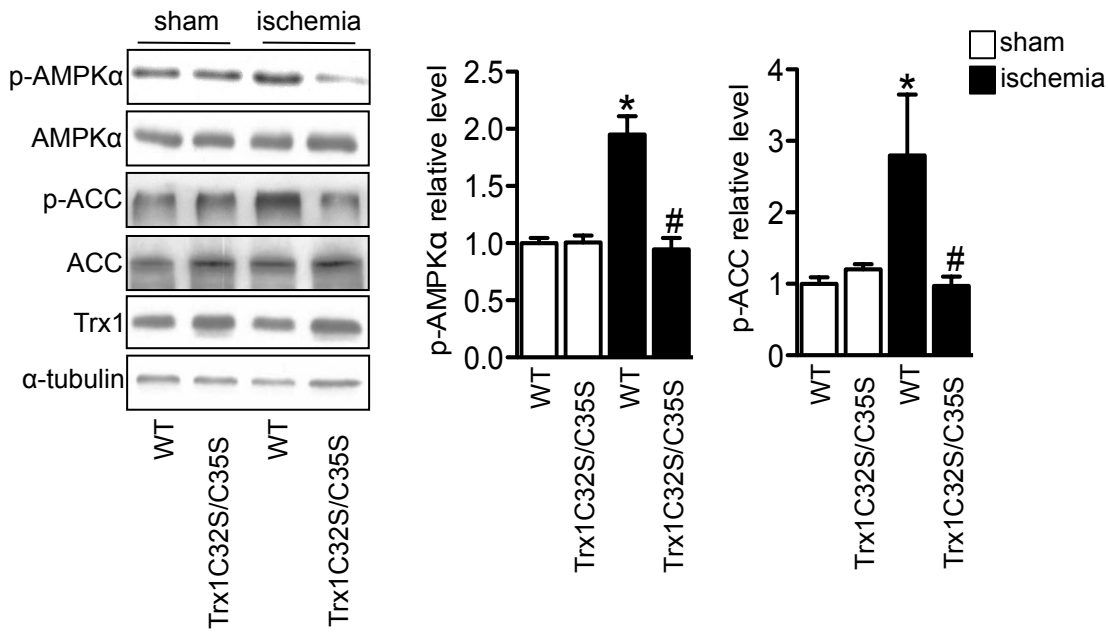 sham ischemia
p-AMPKα
AMPKα
p-ACC
ACC
Trx1
α-tubulin
WT
Trx1C32S/C35S
WT
Trx1C32S/C35S
p-AMPKα relative level
2.5
2.0
1.5
1.0
0.5
0.0
*
#
WT
Trx1C32S/C35S
WT
Trx1C32S/C35S
p-ACC relative level
4
3
2
1
0
*
#
WT
Trx1C32S/C35S
WT
Trx1C32S/C35S
sham
ischemia